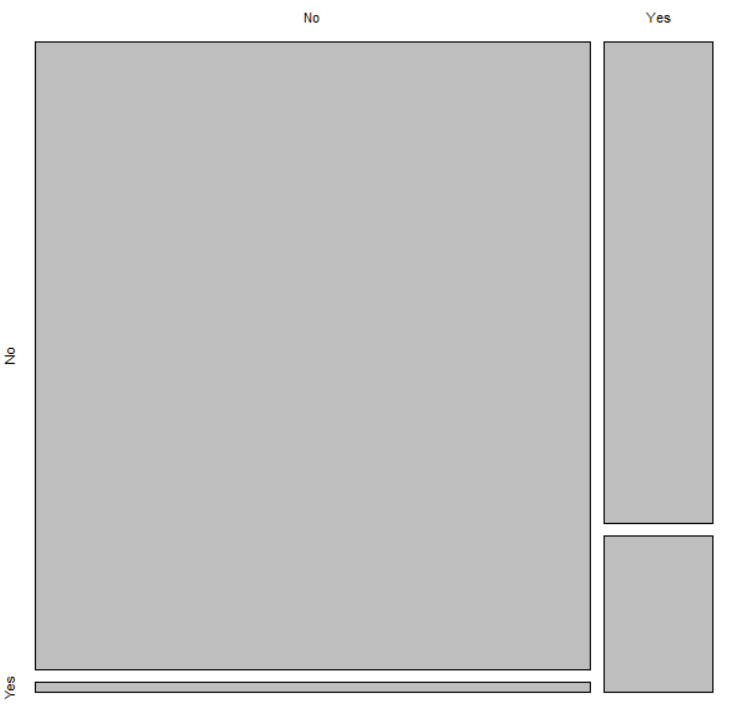 No Yes
No
Yes